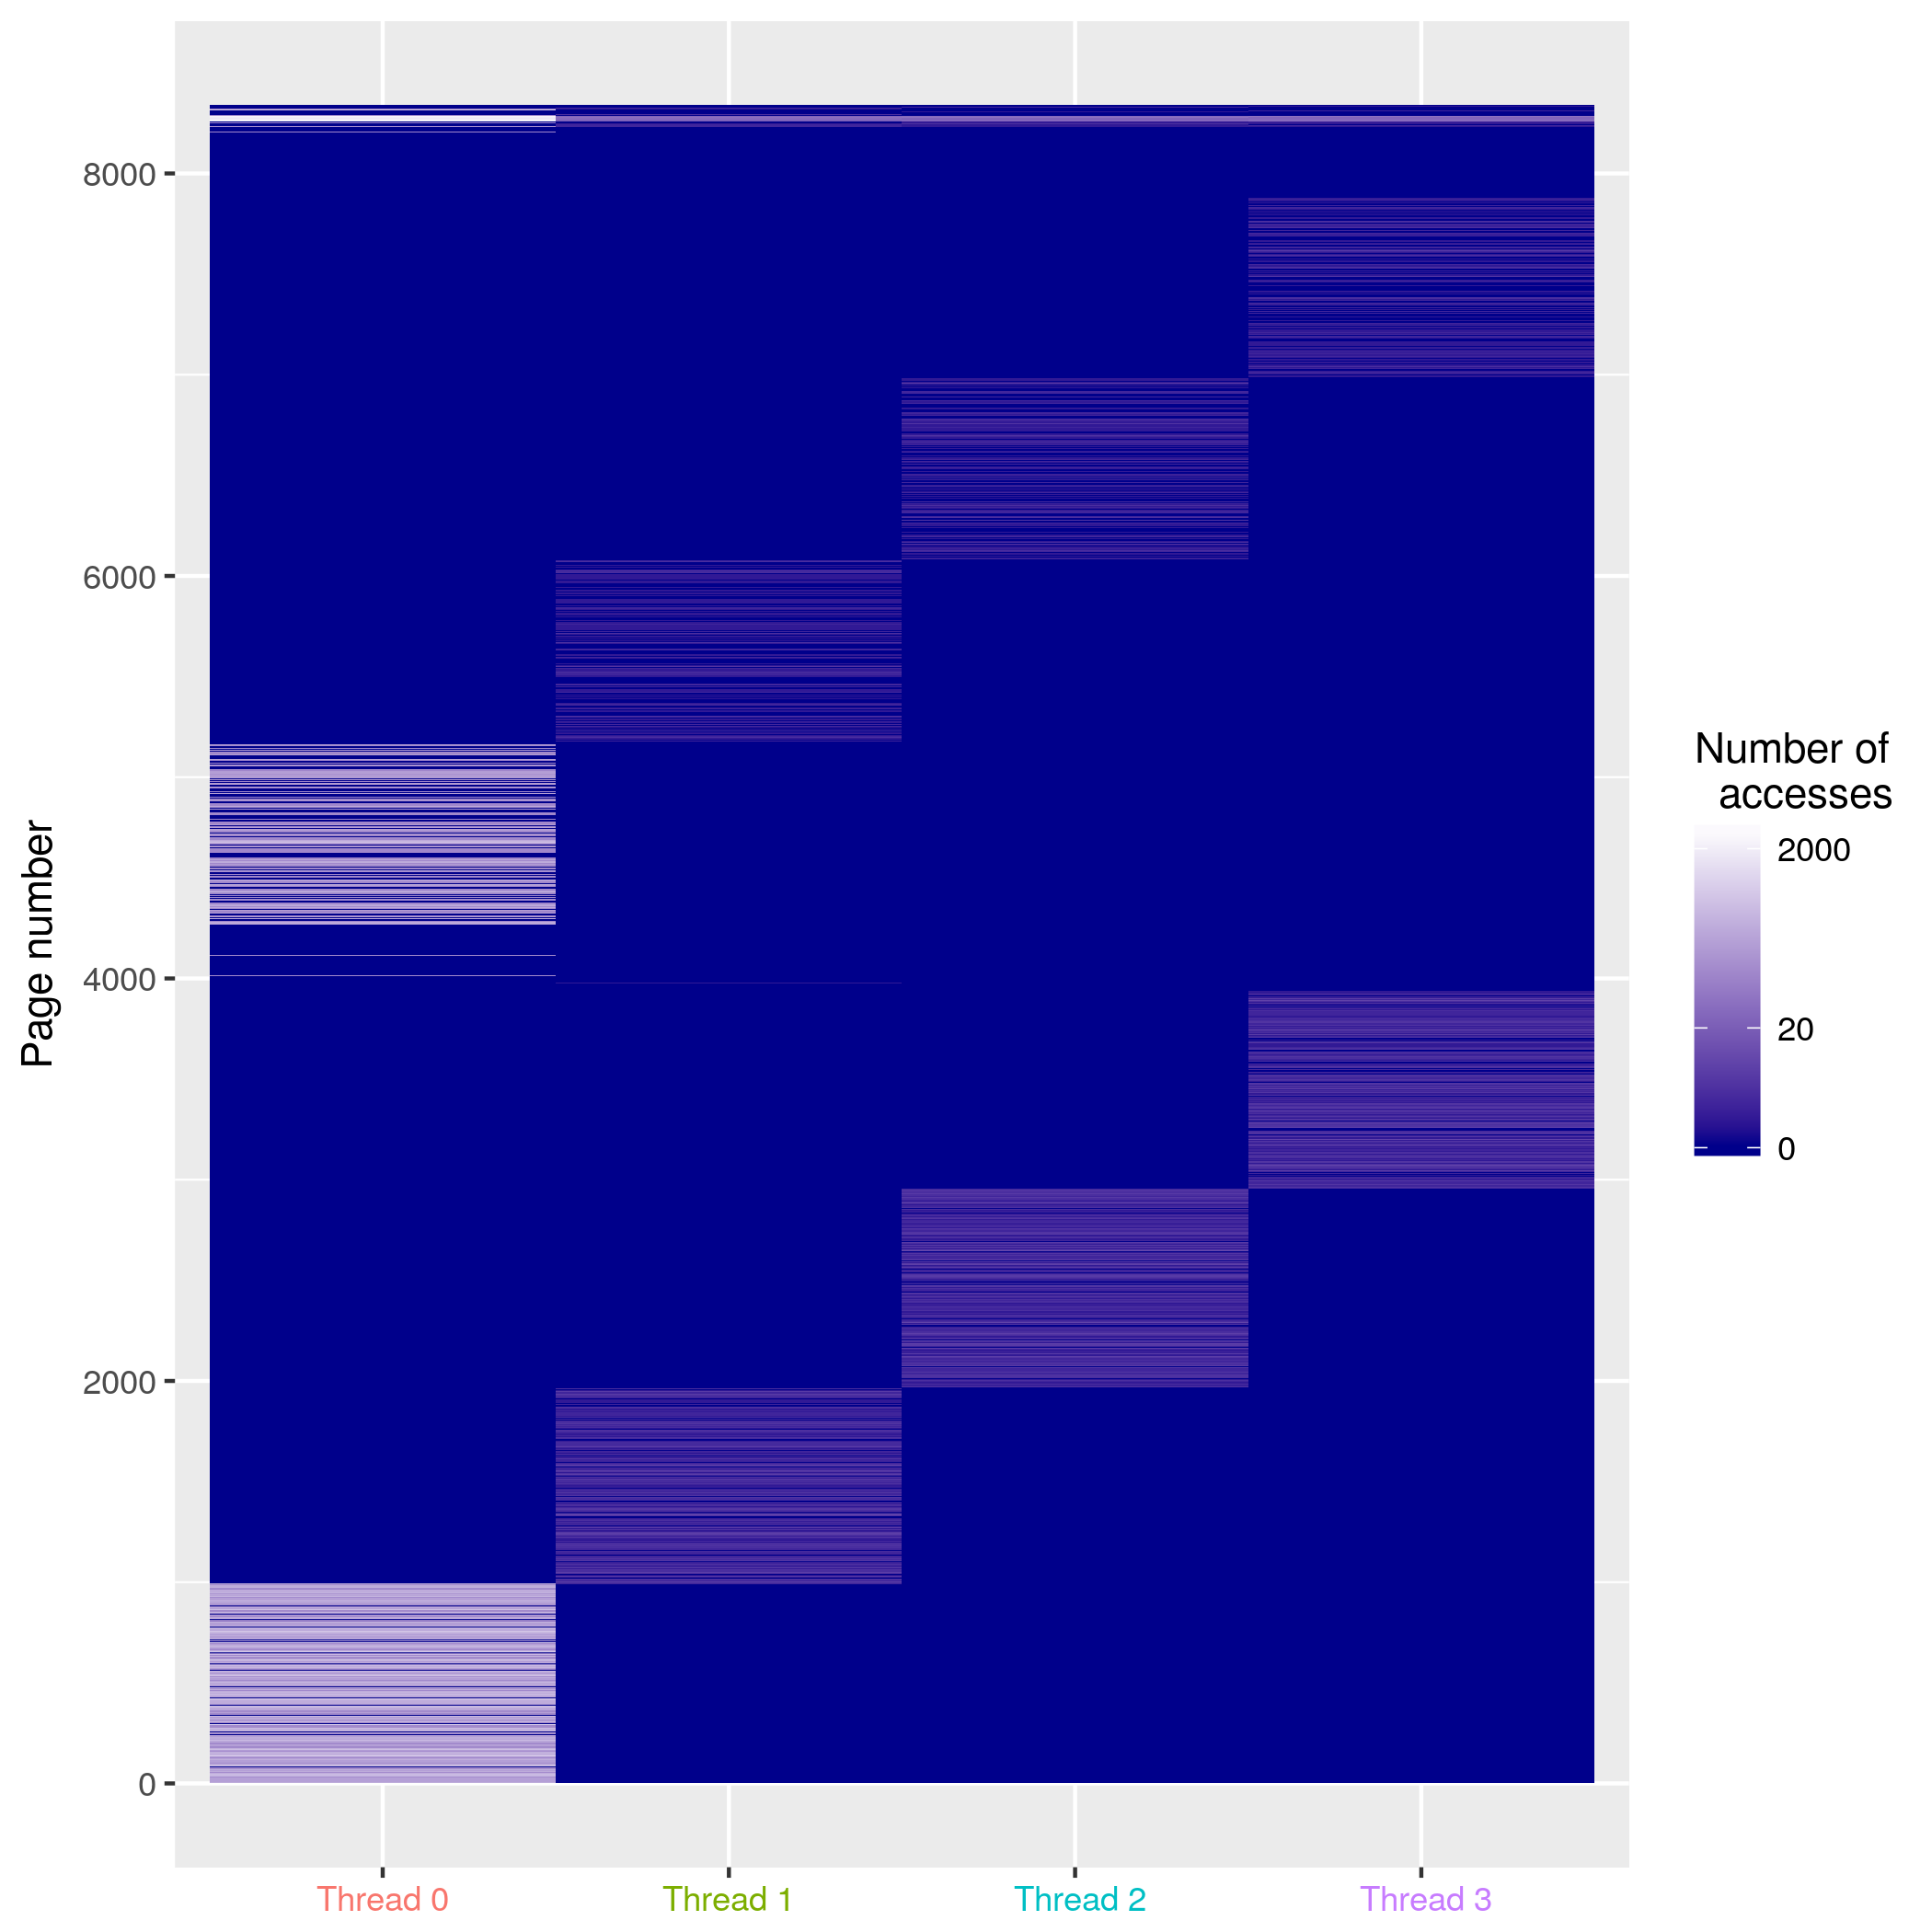 Page number
8000
6000
4000
2000
0
Thread 0
Thread 1
Thread 2
Thread 3
Number of
accesses
2000
20
0